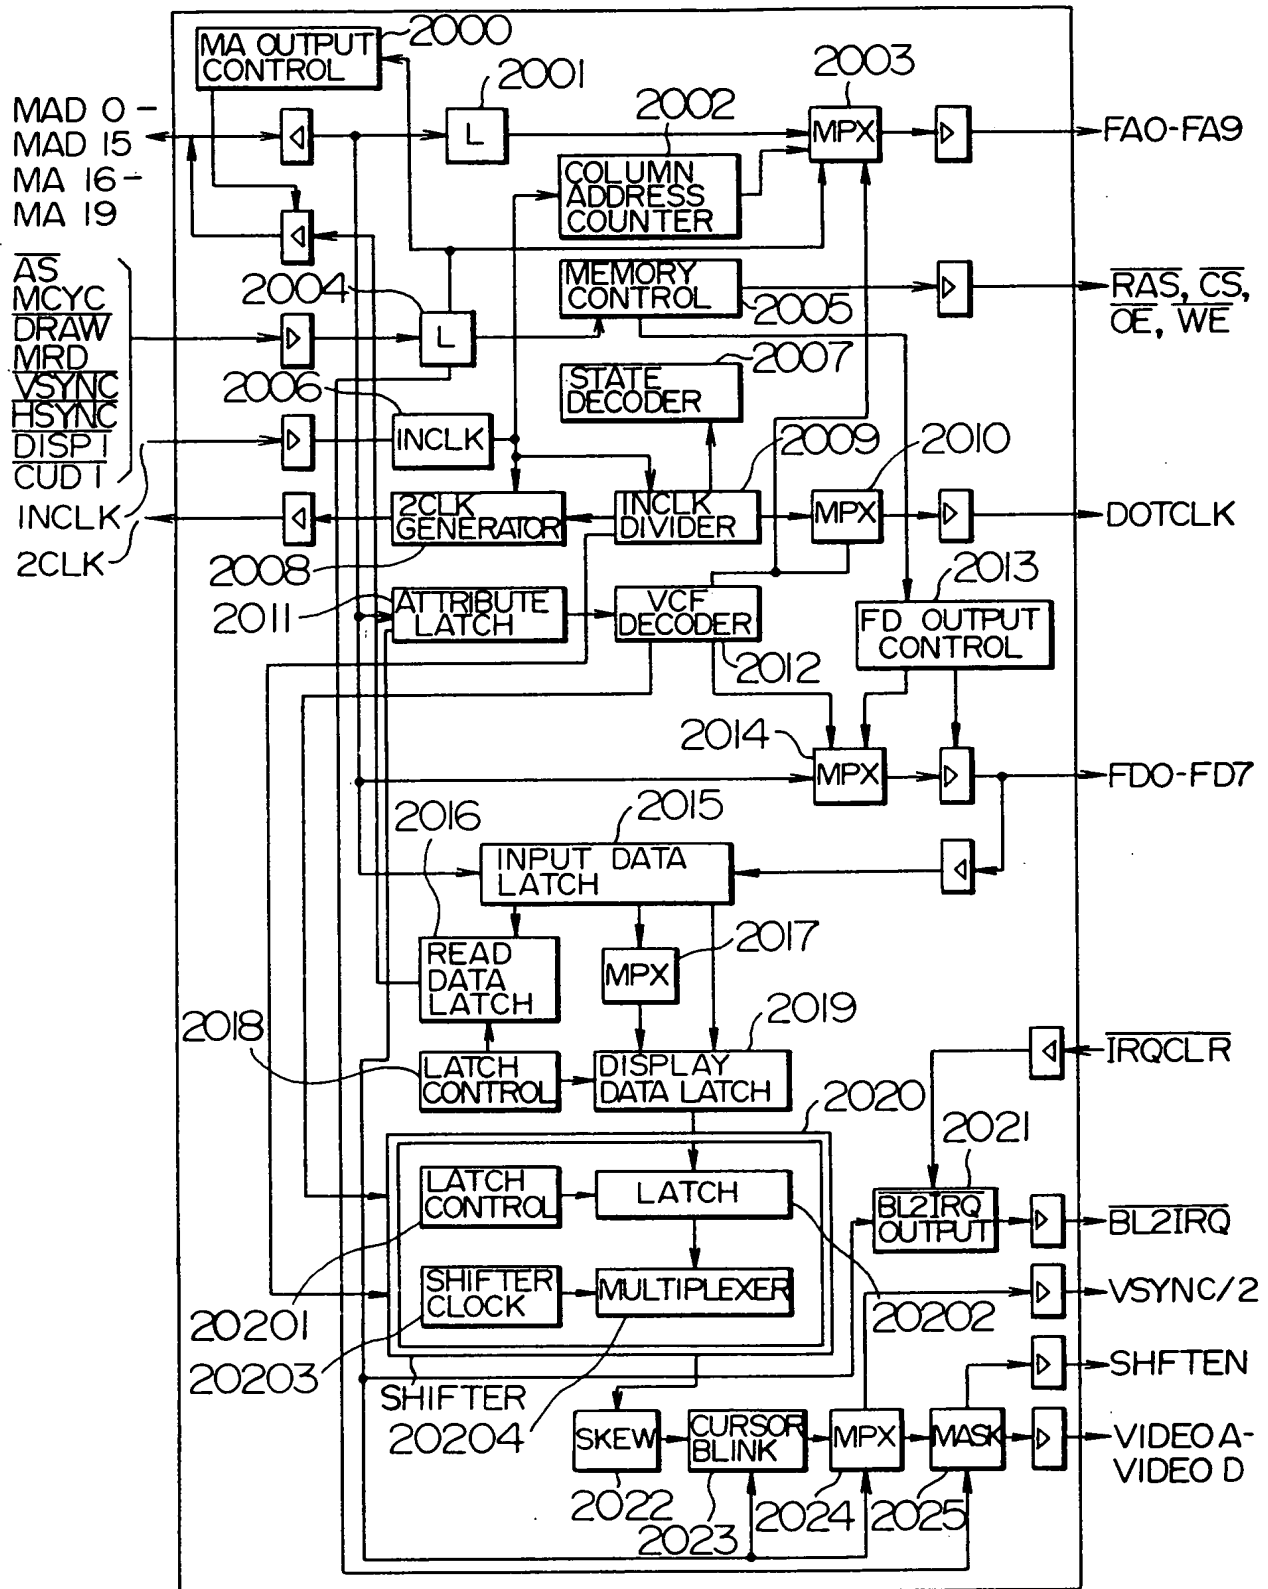 MA OUTPUT
CONTROL
2000
2001
2002
2003
MAD 0-
MAD 15
MA 16-
MA 19
L
MPX
FA0-FA9
COLUMN
ADDRESS
COUNTER
AS
MCYC
DRAW
MRD
VSYNC
HSYNC
DISP1
CUD1
2004
L
MEMORY
CONTROL
2005
RAS, CS,
OE, WE
2006
INCLK
STATE
DECODER
2007
INCLK
2CLK
2CLK
GENERATOR
2008
INCLK
DIVIDER
2009
MPX
2010
DOTCLK
2011
ATTRIBUTE
LATCH
VCF
DECODER
2012
2013
FD OUTPUT
CONTROL
2014
MPX
FD0-FD7
2015
INPUT DATA
LATCH
2016
READ
DATA
LATCH
2017
MPX
2018
LATCH
CONTROL
2019
DISPLAY
DATA LATCH
IRQCLR
2020
2021
LATCH
CONTROL
LATCH
BL2IRQ
OUTPUT
BL2IRQ
SHIFTER
CLOCK
MULTIPLEXER
VSYNC/2
20201
20202
20203
SHIFTER
20204
SHFTEN
SKEW
CURSOR
BLINK
MPX
MASK
VIDEO A-
VIDEO D
2022
2023
2024
2025